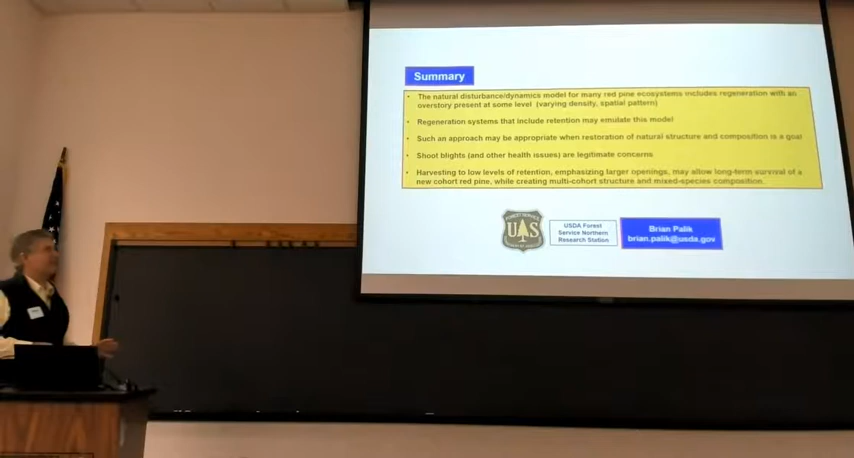 Summary
• The natural disturbance/dynamics model for many red pine ecosystems includes regeneration with an
overstory present at some level (varying density, spatial pattern)
• Regeneration systems that include retention may emulate this model
• Such an approach may be appropriate when restoration of natural structure and composition is a goal
• Shoot blights (and other health issues) are legitimate concerns
• Harvesting to low levels of retention, emphasizing larger openings, may allow long-term survival of a
new cohort red pine, while creating multi-cohort structure and mixed-species composition.
FOREST SERVICE
U S
DEPARTMENT OF AGRICULTURE
USDA Forest
Service Northern
Research Station
Brian Palik
brian.palik@usda.gov